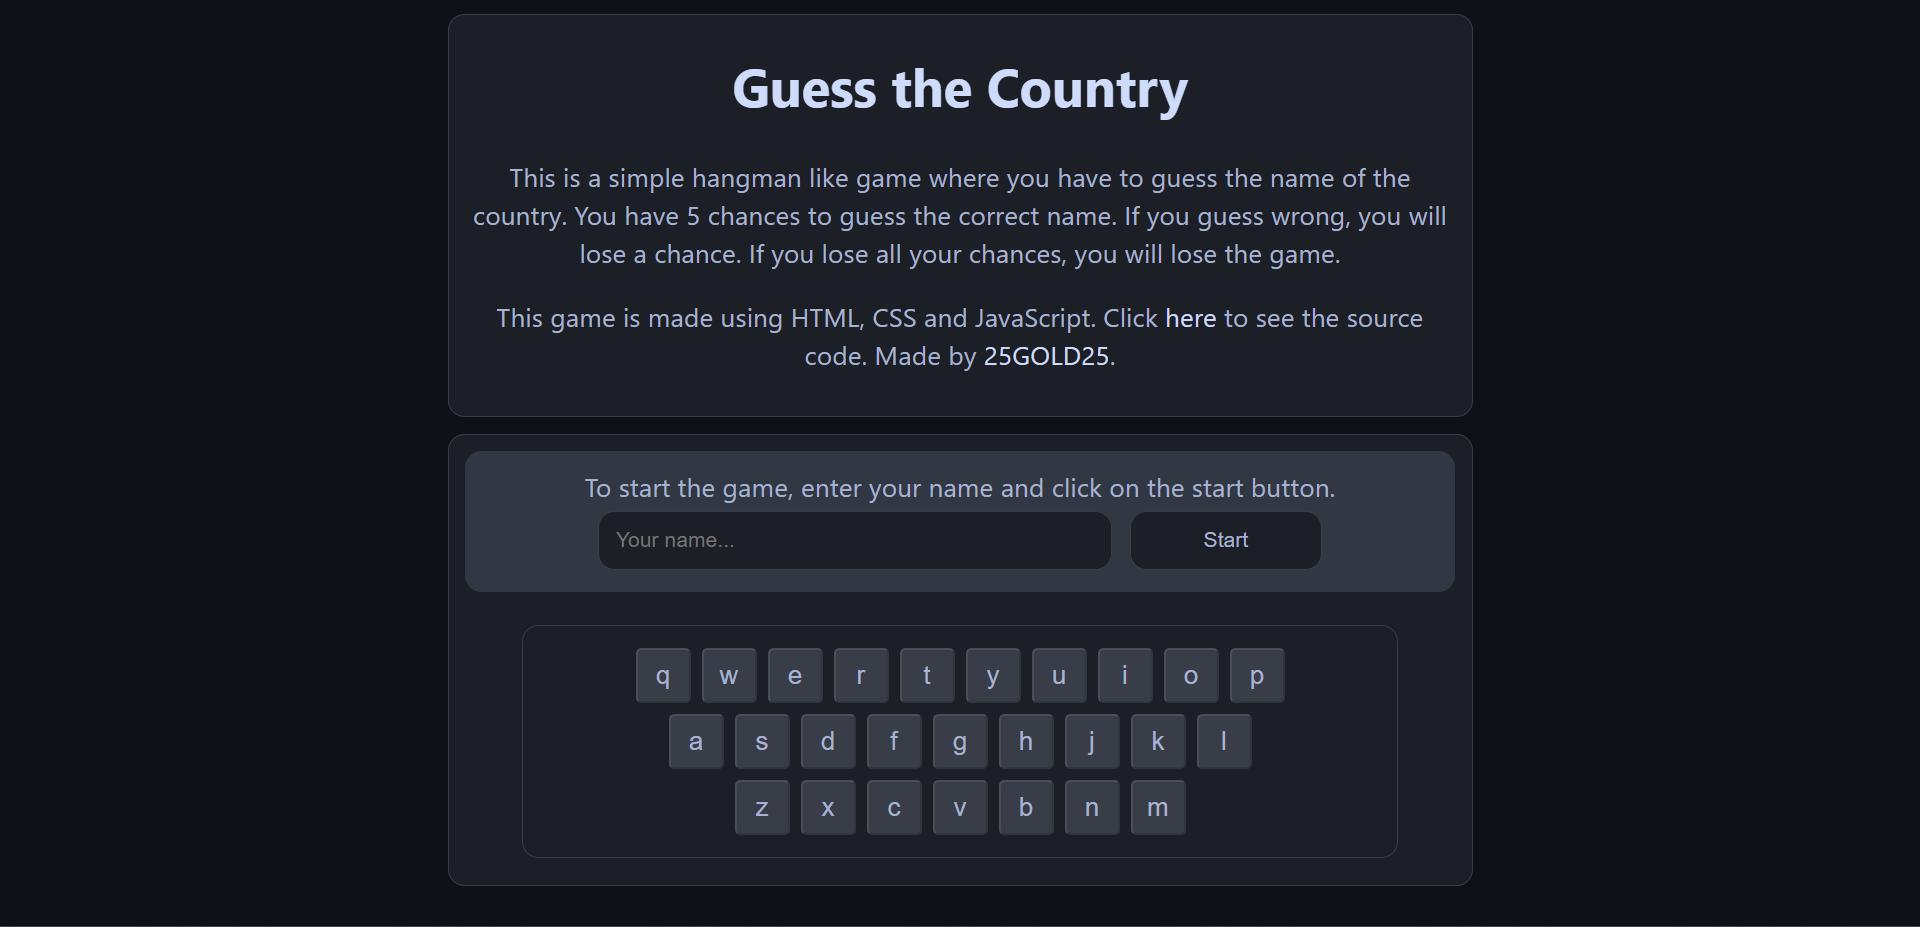 Guess the Country
This is a simple hangman like game where you have to guess the name of the
country. You have 5 chances to guess the correct name. If you guess wrong, you will
lose a chance. If you lose all your chances, you will lose the game.
This game is made using HTML, CSS and JavaScript. Click here to see the source
code. Made by 25GOLD25.
To start the game, enter your name and click on the start button.
Your name... Start
q w e r t y u i o p
a s d f g h j k l
z x c v b n m